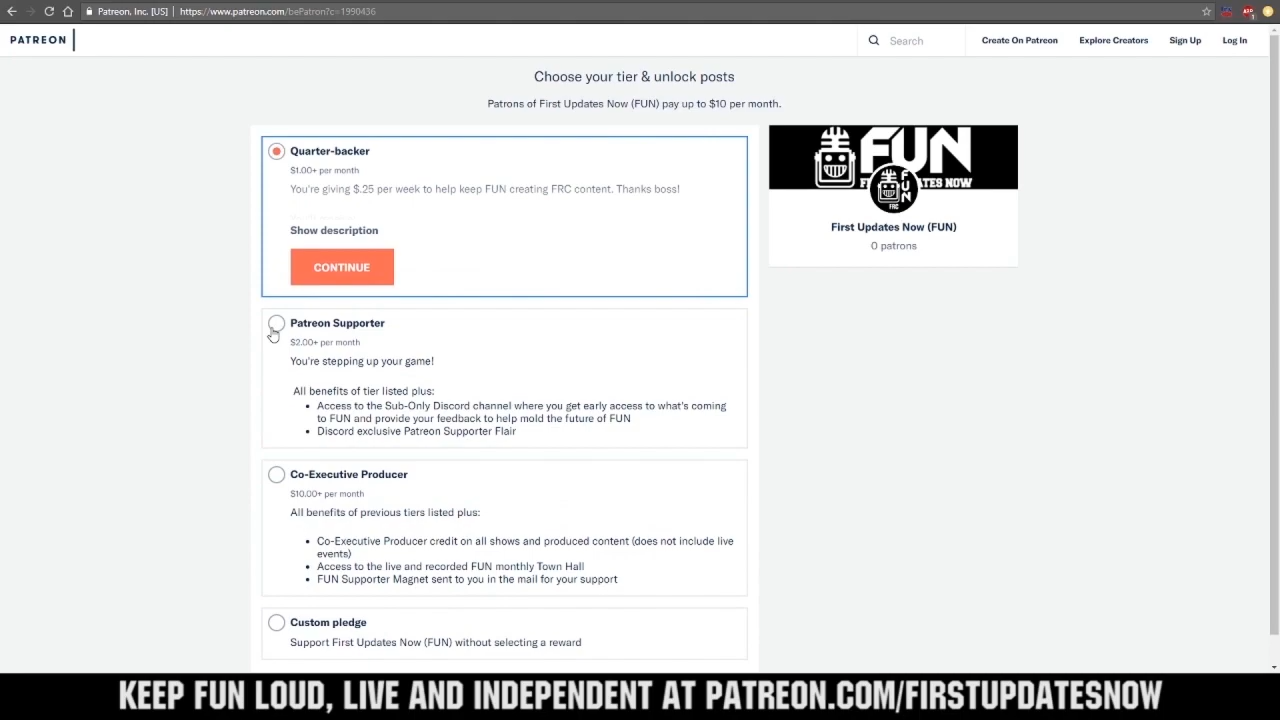 Patreon, Inc. [US] | https://www.patreon.com/bePatron?c=1990436
PATREON
Search
Create On Patreon
Explore Creators
Sign Up
Log In
Choose your tier & unlock posts
Patrons of First Updates Now (FUN) pay up to $10 per month.
Quarter-backer
$1.00+ per month
You're giving $.25 per week to help keep FUN creating FRC content. Thanks boss!
Show description
CONTINUE
FUN
FUN
FRC
First Updates Now (FUN)
0 patrons
Patreon Supporter
$2.00+ per month
You're stepping up your game!
All benefits of tier listed plus:
Access to the Sub-Only Discord channel where you get early access to what's coming
to FUN and provide your feedback to help mold the future of FUN
Discord exclusive Patreon Supporter Flair
Co-Executive Producer
$10.00+ per month
All benefits of previous tiers listed plus:
Co-Executive Producer credit on all shows and produced content (does not include live
events)
Access to the live and recorded FUN monthly Town Hall
FUN Supporter Magnet sent to you in the mail for your support
Custom pledge
Support First Updates Now (FUN) without selecting a reward
KEEP FUN LOUD, LIVE AND INDEPENDENT AT PATREON.COM/FIRSTUPDATESNOW